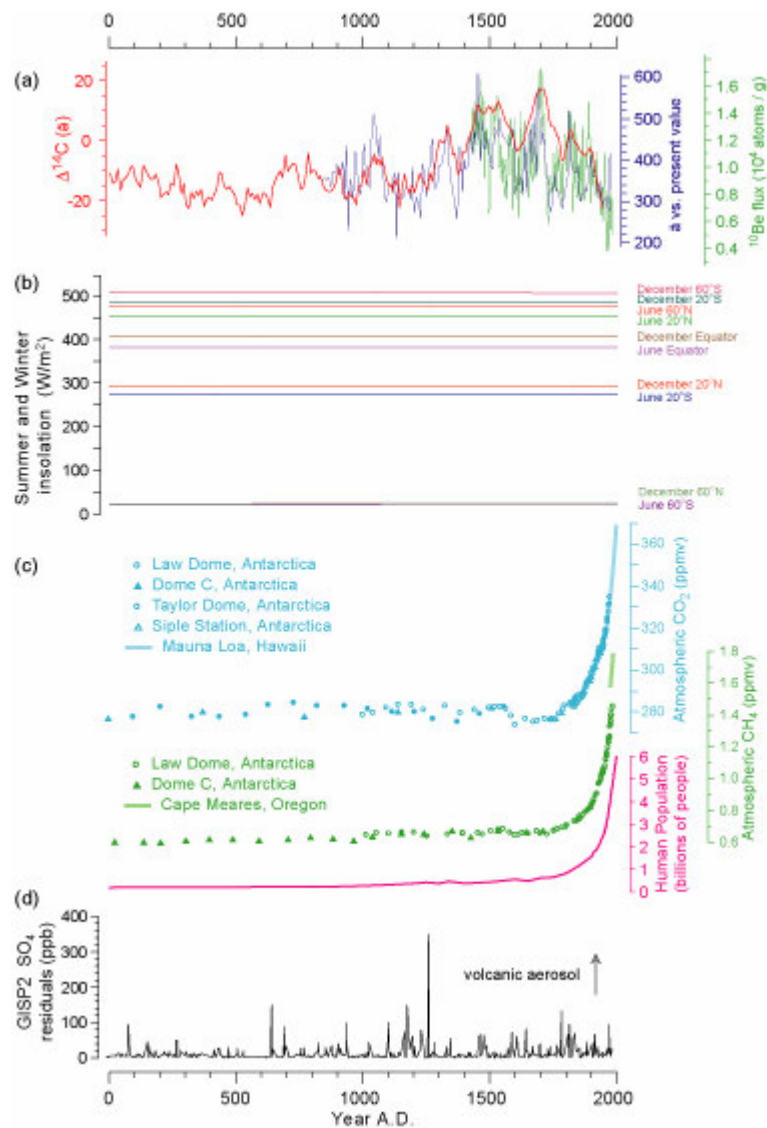 0 500 1000 1500 2000
(a)
20
0
-20
Δ¹⁴C (â)
600
500
400
300
200
â vs. present value
1.6
1.4
1.2
1.0
0.8
0.6
0.4
¹⁰Be flux (10⁴ atoms / g)
(b)
500
400
300
200
100
0
Summer and Winter
insolation (W/m²)
December 60°S
December 20°S
June 60°N
June 20°N
December Equator
June Equator
December 20°N
June 20°S
December 60°N
June 60°S
(c)
Law Dome, Antarctica
Dome C, Antarctica
Taylor Dome, Antarctica
Siple Station, Antarctica
Mauna Loa, Hawaii
360
340
320
300
280
Atmospheric CO₂ (ppmv)
1.8
1.6
1.4
1.2
1.0
0.8
0.6
Atmospheric CH₄ (ppmv)
Law Dome, Antarctica
Dome C, Antarctica
Cape Meares, Oregon
6
5
4
3
2
1
0
Human Population
(billions of people)
(d)
400
300
200
100
0
GISP2 SO₄
residuals (ppb)
volcanic aerosol
0 500 1000 1500 2000
Year A.D.